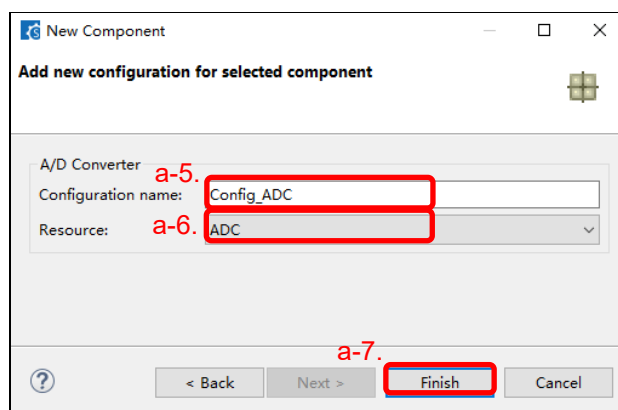 New Component
Add new configuration for selected component
A/D Converter
a-5.
Configuration name: Config_ADC
a-6.
Resource: ADC
a-7.
? < Back Next > Finish Cancel